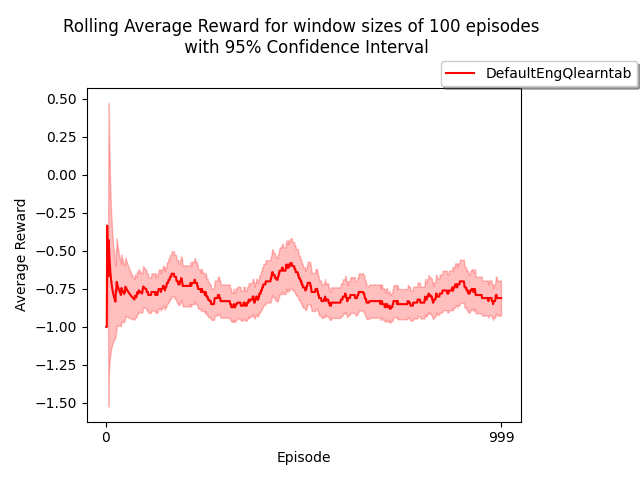 Rolling Average Reward for window sizes of 100 episodes
with 95% Confidence Interval
DefaultEngQlearntab
0.50
0.25
0.00
−0.25
−0.50
−0.75
−1.00
−1.25
−1.50
Average Reward
0
999
Episode